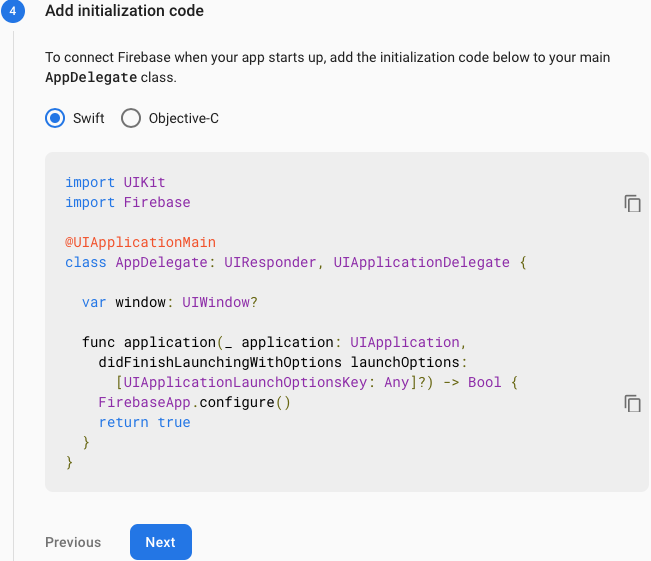 4
Add initialization code
To connect Firebase when your app starts up, add the initialization code below to your main
AppDelegate class.
Swift
Objective-C
import UIKit
import Firebase
@UIApplicationMain
class AppDelegate: UIResponder, UIApplicationDelegate {
var window: UIWindow?
func application(_ application: UIApplication,
didFinishLaunchingWithOptions launchOptions:
[UIApplicationLaunchOptionsKey: Any]?) -> Bool {
FirebaseApp.configure()
return true
}
}
Previous
Next